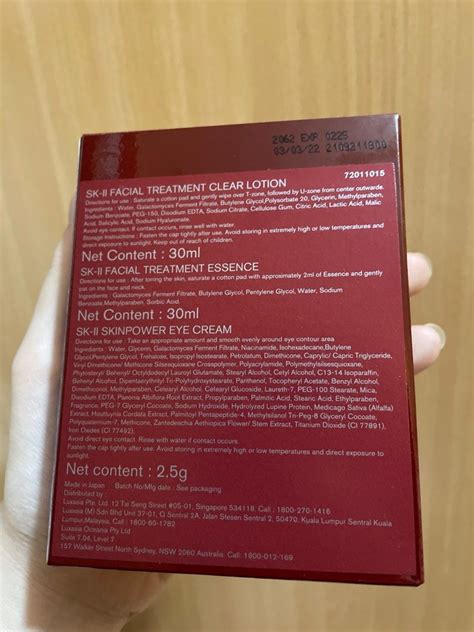 2062 EXP 0225
03/03/22 2109211900
72011015
SK-II FACIAL TREATMENT CLEAR LOTION
Directions for use : Saturate a cotton pad and gently wipe over T-zone, followed by U-zone from center outwards.
Ingredients : Water, Galactomyces Ferment Filtrate, Butylene Glycol, Polysorbate 20, Glycerin, Methylparaben,
Sodium Benzoate, PEG-150, Disodium EDTA, Sodium Citrate, Cellulose Gum, Citric Acid, Lactic Acid, Malic
Acid, Salicylic Acid, Sodium Hyaluronate.
Avoid eye contact. If contact occurs, rinse well with water.
Storage Instructions : Fasten the cap tightly after use. Avoid storing in extremely high or low temperatures and
direct exposure to sunlight. Keep out of reach of children.
Net Content : 30ml
SK-II FACIAL TREATMENT ESSENCE
Directions for use : After toning the skin, saturate a cotton pad with approximately 2ml of Essence and gently
pat on the face and neck.
Ingredients : Galactomyces Ferment Filtrate, Butylene Glycol, Pentylene Glycol, Water, Sodium
Benzoate,Methylparaben, Sorbic Acid.
Net Content : 30ml
SK-II SKINPOWER EYE CREAM
Directions for use : Take an appropriate amount and smooth evenly around eye contour area
Ingredients : Water, Glycerin, Galactomyces Ferment Filtrate, Niacinamide, Isohexadecane,Butylene
Glycol,Pentylene Glycol, Trehalose, Isopropyl Isostearate, Petrolatum, Dimethicone, Caprylic/ Capric Triglyceride,
Vinyl Dimethicone/ Methicone Silsesquioxane Crosspolymer, Polyacrylamide, Polymethylsilsesquioxane,
Phytosteryl/ Behenyl/ Octyldodecyl Lauroyl Glutamate, Stearyl Alcohol, Cetyl Alcohol, C13-14 Isoparaffin,
Behenyl Alcohol, Dipentaerythrityl Tri-Polyhydroxystearate, Panthenol, Tocopheryl Acetate, Benzyl Alcohol,
Dimethiconol, Methylparaben, Cetearyl Glucoside, Cetearyl Alcohol, Laureth-7, PEG-100 Stearate, Mica,
Disodium EDTA, Panona Albiflora Root Extract, Propylparaben, Palmitic Acid, Stearic Acid, Ethylparaben,
Fragrance, PEG-7 Glyceryl Cocoate, Sodium Hydroxide, Hydrolyzed Lupine Protein, Medicago Sativa (Alfalfa)
Extract, Houttuynia Cordata Extract, Palmitoyl Pentapeptide 4, Methylsilanol Tri-Peg-8 Glyceryl Cocoate,
Polyquaternium-7, Methicone, Zantedeschia Aethiopica Flower/ Stem Extract, Titanium Dioxide (CI 77891),
Iron Oxides (CI 77492).
Avoid direct eye contact. Rinse with water if contact occurs.
Fasten the cap tightly after use. Avoid storing in extremely high or low temperatures and direct exposure to
sunlight.
Net content : 2.5g
Made in Japan Batch No/Mfg date : See packaging
Distributed by :
Luxasia Pte. Ltd. 12 Tai Seng Street #05-01, Singapore 534118. Call : 1800-270-1416
Luxasia (M) Sdn Bhd Unit 37-01, Q Sentral 2A, Jalan Stesen Sentral 2, 50470, Kuala Lumpur Sentral Kuala
Lumpur,Malaysia. Call : 1800-80-1782
Luxasia Oceania Pty Ltd
Suite 7.04, Level 7
157 Walker Street North Sydney, NSW 2060 Australia. Call : 1800-012-169